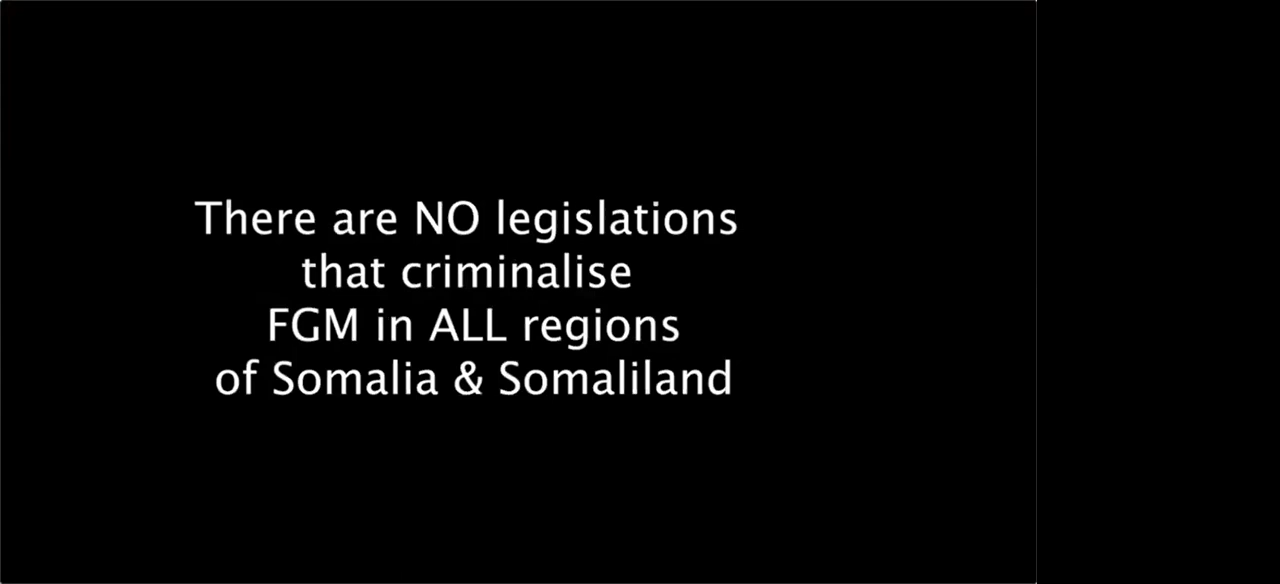 There are NO legislations
that criminalise
FGM in ALL regions
of Somalia & Somaliland